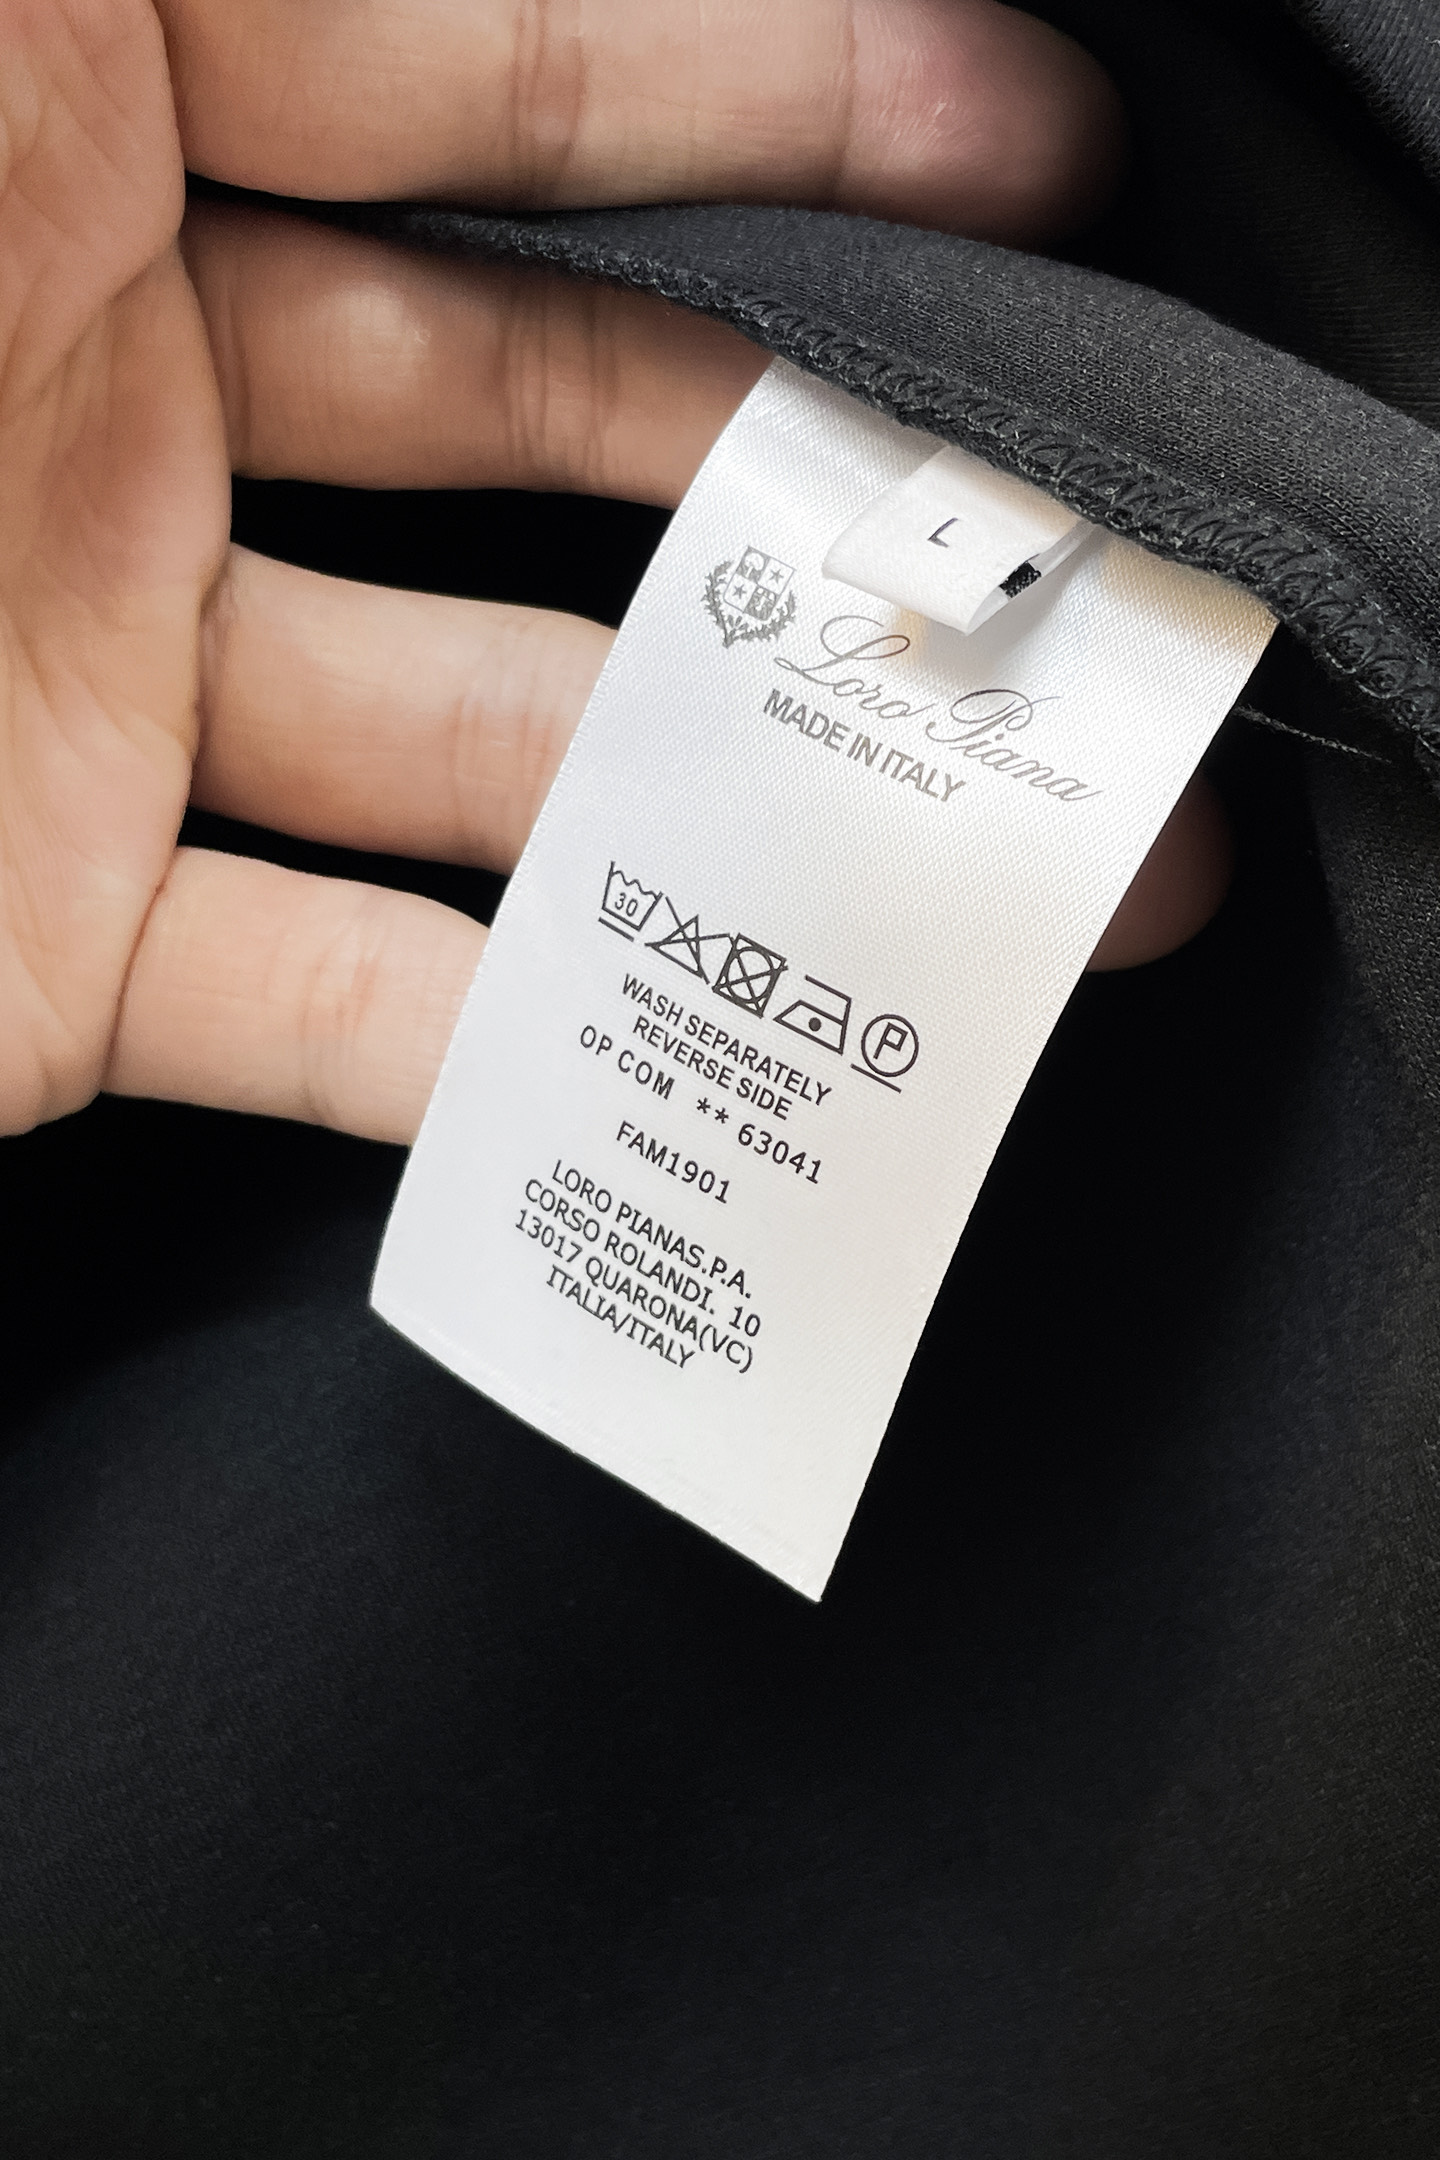 L
Loro Piana
MADE IN ITALY
30
P
WASH SEPARATELY
REVERSE SIDE
OP COM ** 63041
FAM1901
LORO PIANAS.P.A.
CORSO ROLANDI. 10
13017 QUARONA(VC)
ITALIA/ITALY